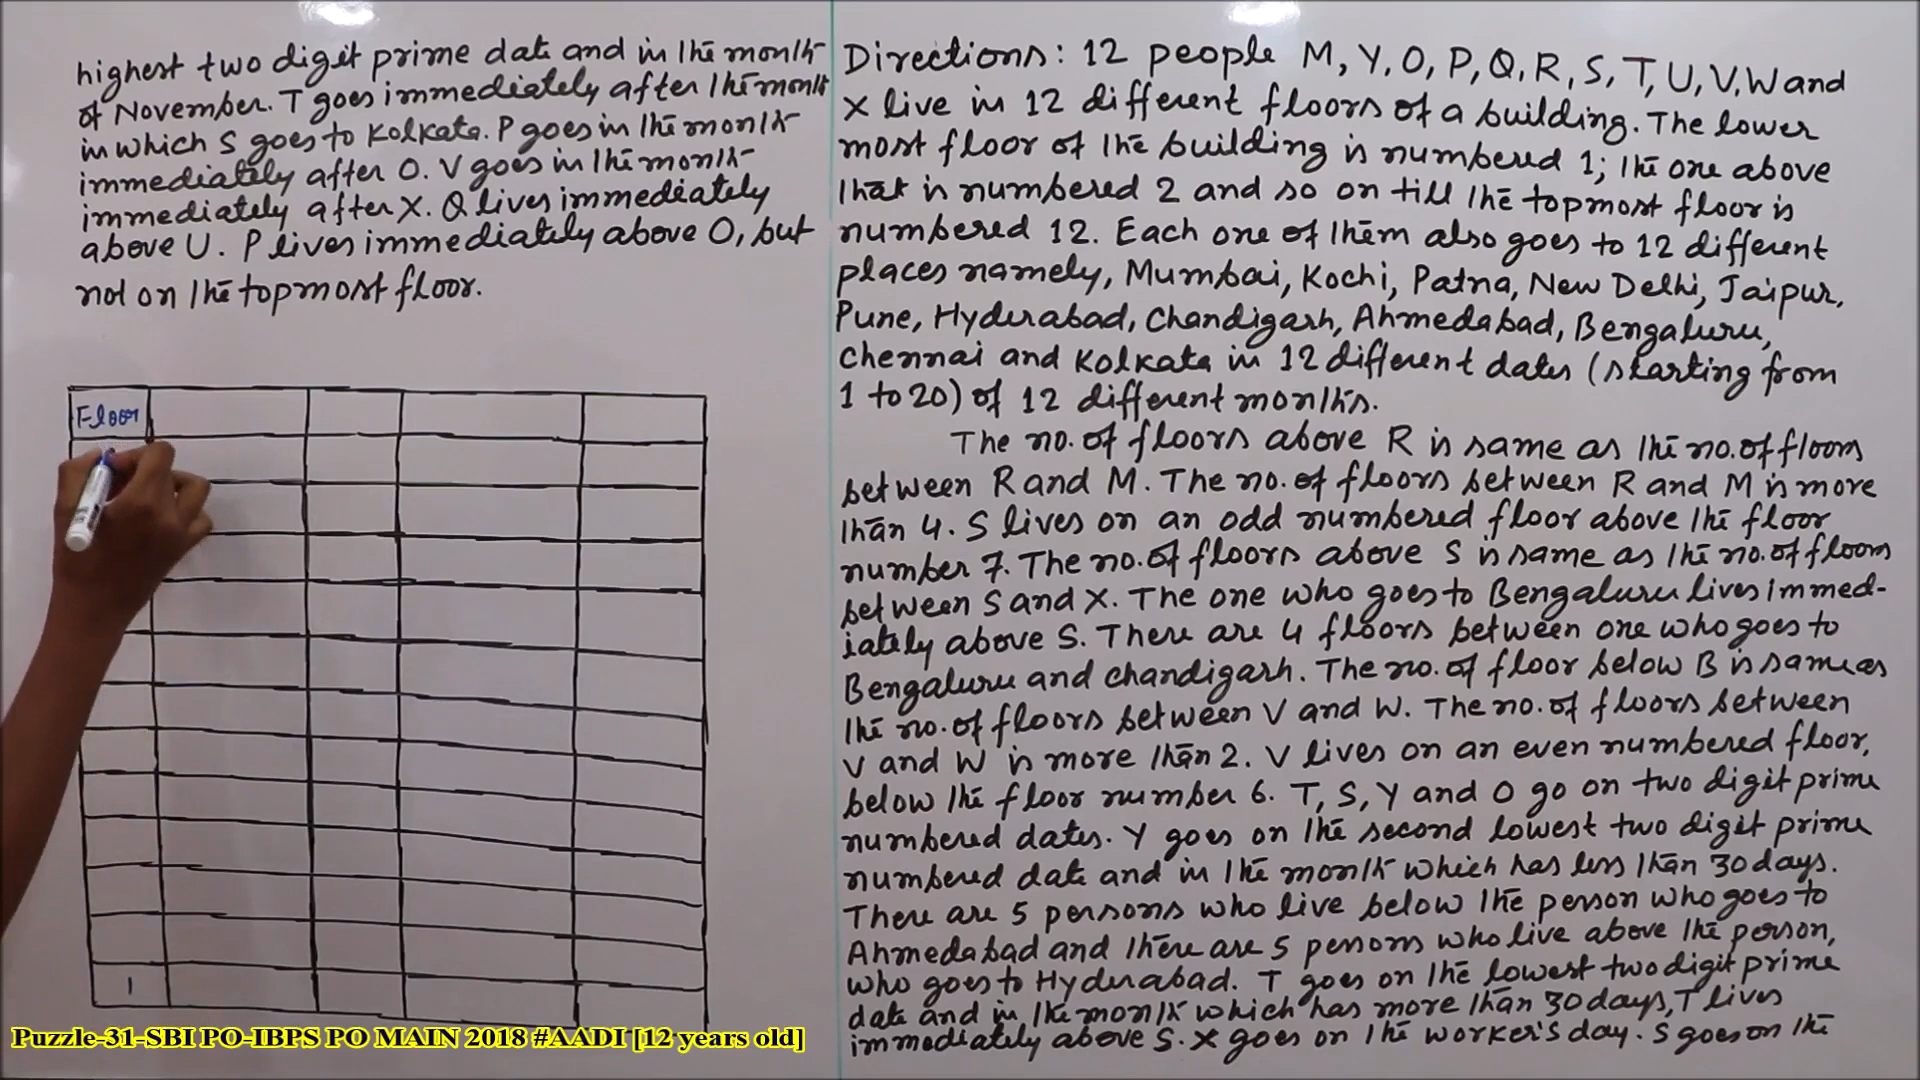 Directions: 12 people M, Y, O, P, Q, R, S, T, U, V, W and
X live in 12 different floors of a building. The lower
most floor of the building is numbered 1; the one above
that is numbered 2 and so on till the topmost floor is
numbered 12. Each one of them also goes to 12 different
places namely, Mumbai, Kochi, Patna, New Delhi, Jaipur,
Pune, Hyderabad, Chandigarh, Ahmedabad, Bengaluru,
Chennai and Kolkata in 12 different dates (starting from
1 to 20) of 12 different months.
The no. of floors above R is same as the no. of floors
between R and M. The no. of floors between R and M is more
than 4. S lives on an odd numbered floor above the floor
number 7. The no. of floors above S is same as the no. of floors
between S and X. The one who goes to Bengaluru lives immed-
iately above S. There are 4 floors between one who goes to
Bengaluru and Chandigarh. The no. of floor below B is same as
the no. of floors between V and W. The no. of floors between
V and W is more than 2. V lives on an even numbered floor,
below the floor number 6. T, S, Y and O go on two digit prime
numbered dates. Y goes on the second lowest two digit prime
numbered date and in the month which has less than 30 days.
There are 5 persons who live below the person who goes to
Ahmedabad and there are 5 persons who live above the person,
who goes to Hyderabad. T goes on the lowest two digit prime
date and in the month which has more than 30 days, T lives
immediately above S. X goes on the worker's day. S goes on the
highest two digit prime date and in the month
of November. T goes immediately after the month
in which S goes to Kolkata. P goes in the month
immediately after O. V goes in the month
immediately after X. Q lives immediately
above U. P lives immediately above O, but
not on the topmost floor.
Floor
1
Puzzle-31-SBI PO-IBPS PO MAIN 2018 #AADI [12 years old]